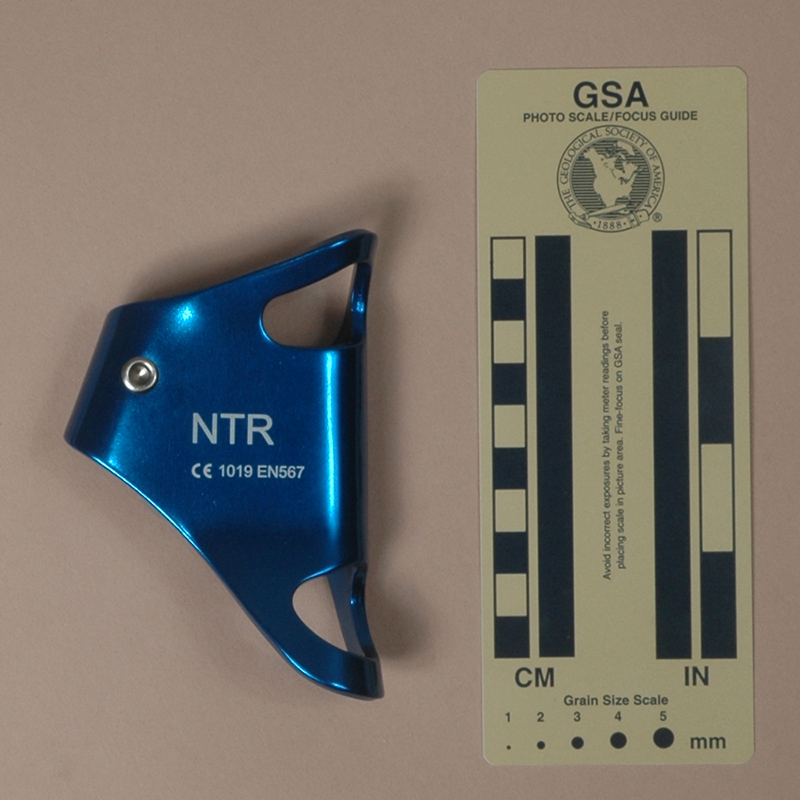 NTR
CE 1019 EN567
GSA
PHOTO SCALE/FOCUS GUIDE
THE GEOLOGICAL SOCIETY OF AMERICA
·1888·
®
Avoid incorrect exposures by taking meter readings before
placing scale in picture area. Fine-focus on GSA seal.
CM
IN
Grain Size Scale
1 2 3 4 5
mm